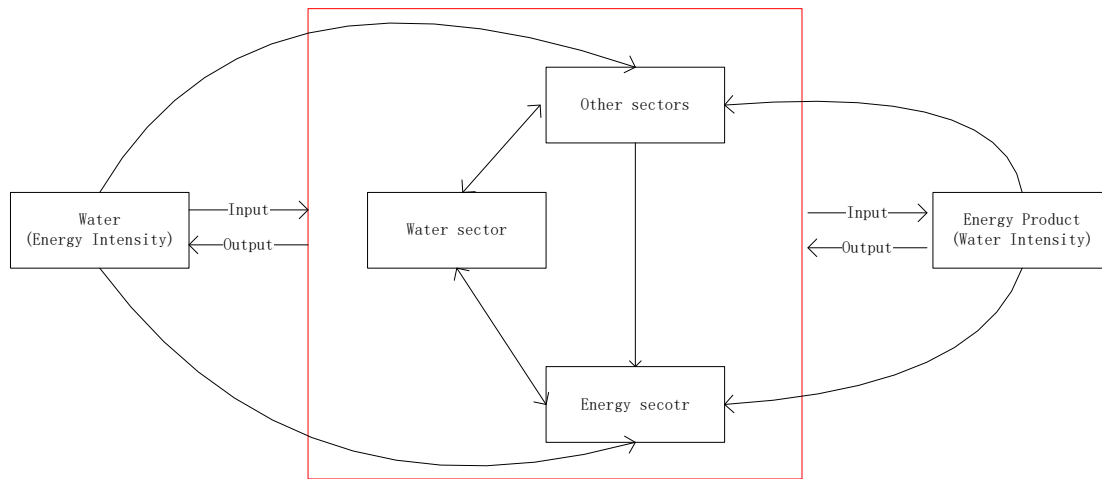 Other sectors
Water
(Energy Intensity)
Input
Output
Water sector
Input
Output
Energy Product
(Water Intensity)
Energy secotr